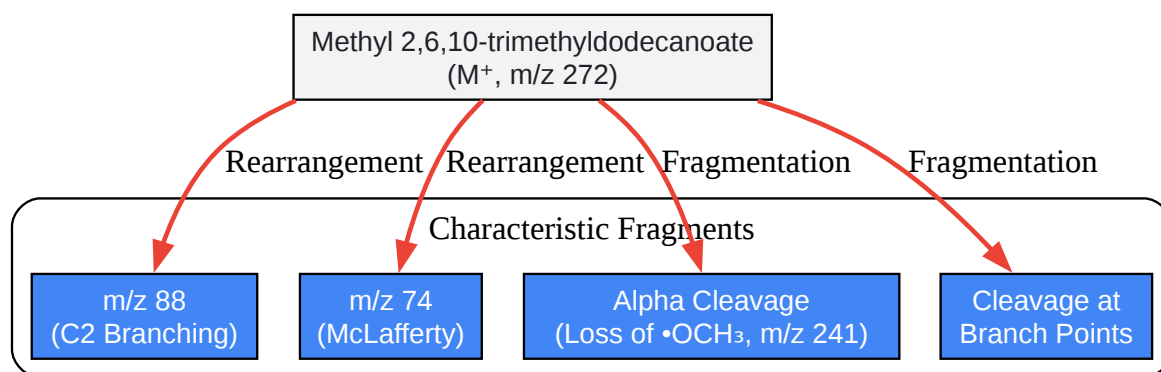 Methyl 2,6,10-trimethyldodecanoate
(M⁺, m/z 272)
Rearrangement
Rearrangement
Fragmentation
Fragmentation
Characteristic Fragments
m/z 88
(C2 Branching)
m/z 74
(McLafferty)
Alpha Cleavage
(Loss of •OCH₃, m/z 241)
Cleavage at
Branch Points